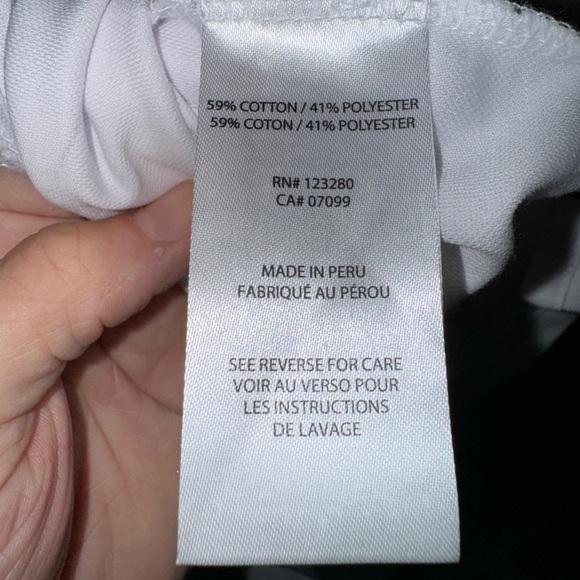 59% COTTON / 41% POLYESTER
59% COTON / 41% POLYESTER
RN# 123280
CA# 07099
MADE IN PERU
FABRIQUÉ AU PÉROU
SEE REVERSE FOR CARE
VOIR AU VERSO POUR
LES INSTRUCTIONS
DE LAVAGE